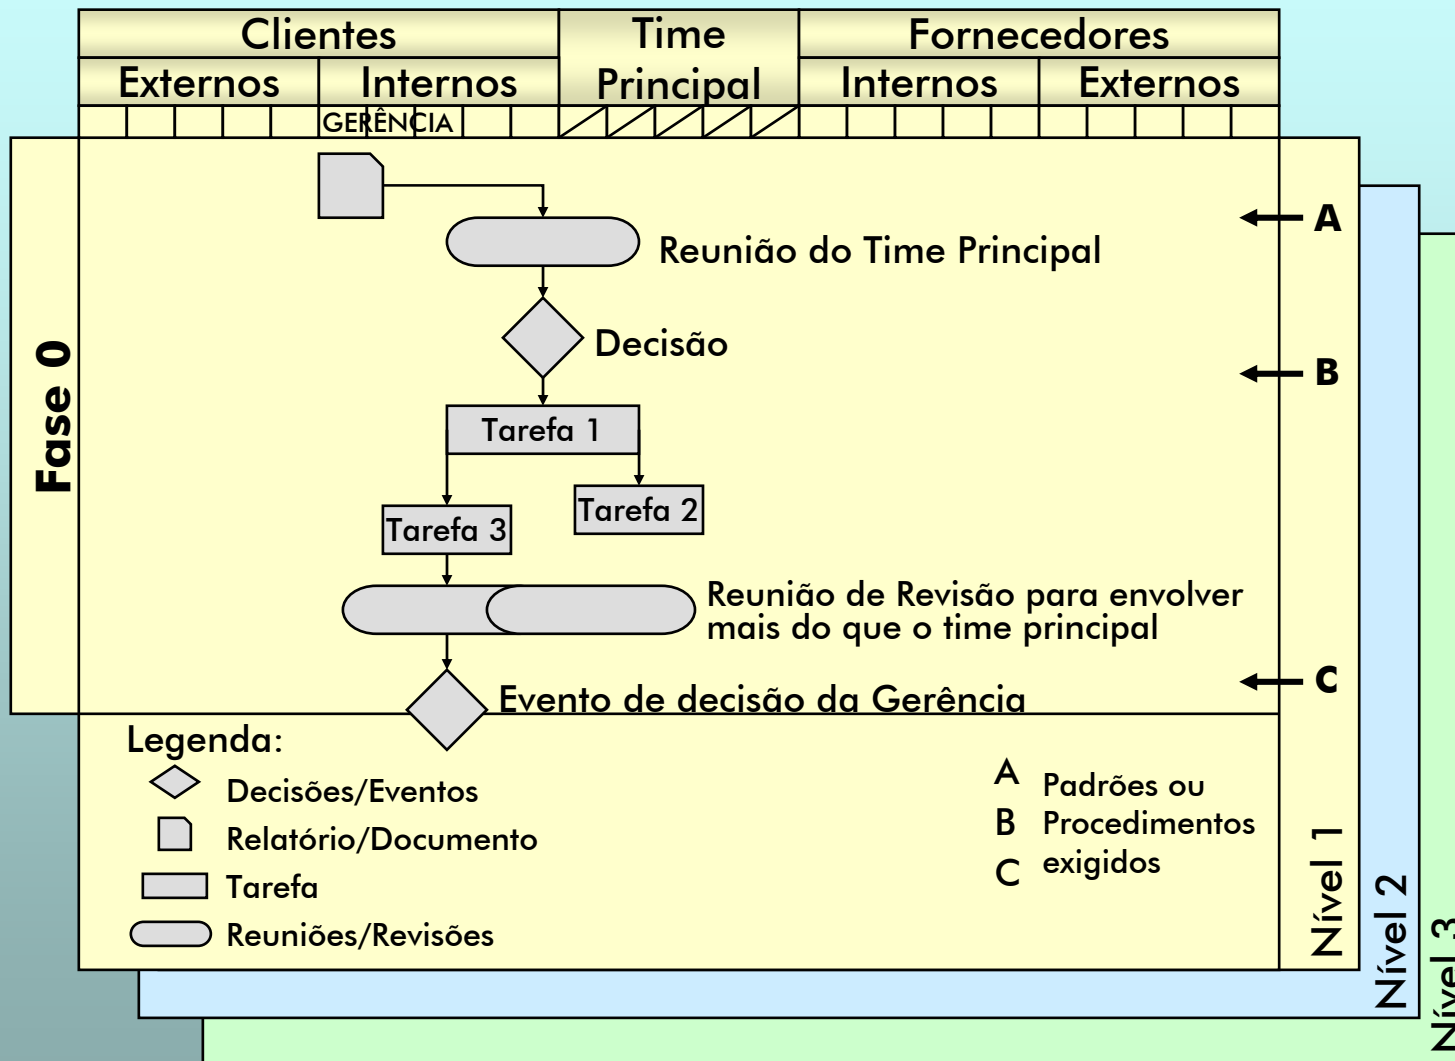 Clientes
Time
Principal
Fornecedores
Externos
Internos
Internos
Externos
GERÊNCIA
Fase 0
A
Reunião do Time Principal
Decisão
B
Tarefa 1
Tarefa 2
Tarefa 3
Reunião de Revisão para envolver
mais do que o time principal
C
Evento de decisão da Gerência
Legenda:
Decisões/Eventos
Relatório/Documento
Tarefa
Reuniões/Revisões
A
B
C
Padrões ou
Procedimentos
exigidos
Nível 1
Nível 2
Nível 3